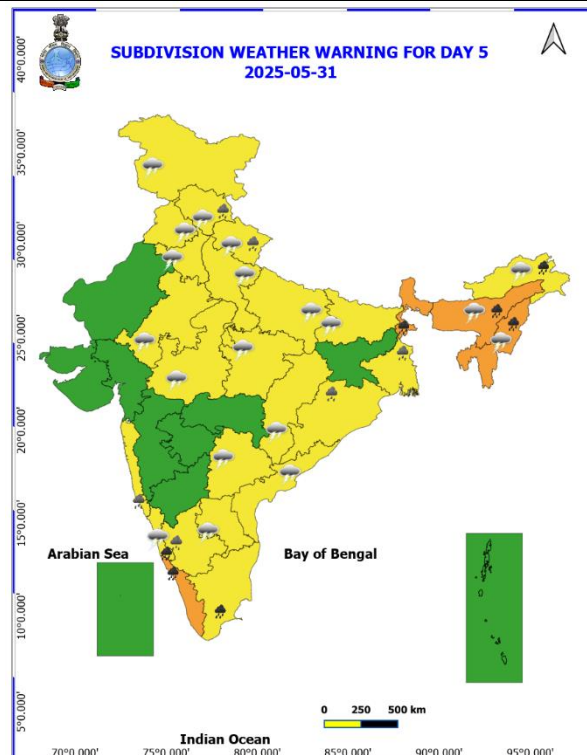 SUBDIVISION WEATHER WARNING FOR DAY 5
2025-05-31
40°0.000'
35°0.000'
30°0.000'
25°0.000'
20°0.000'
15°0.000'
10°0.000'
5°0.000'
Arabian Sea
Bay of Bengal
0 250 500 km
Indian Ocean
70°0.000' 75°0.000' 80°0.000' 85°0.000' 90°0.000' 95°0.000'